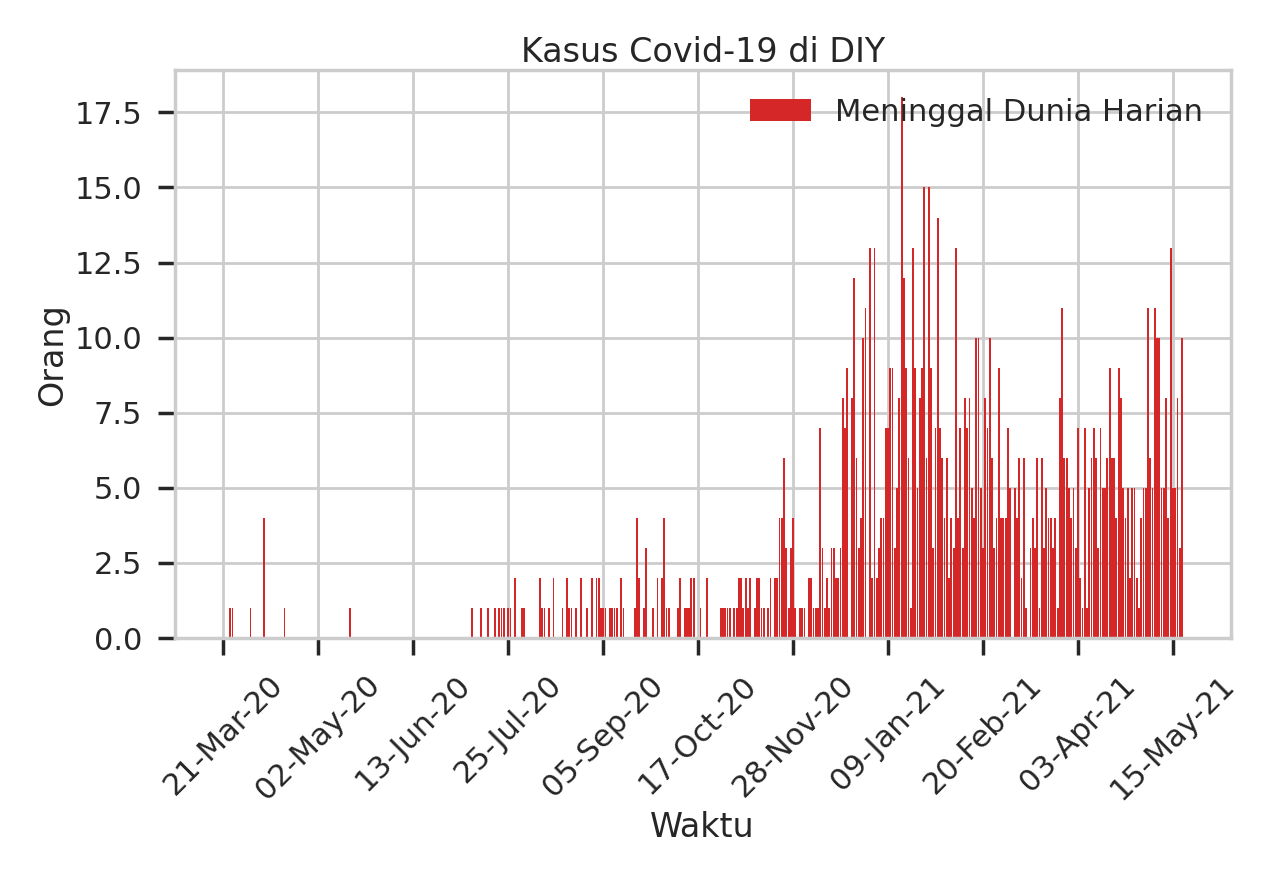 Kasus Covid-19 di DIY
Meninggal Dunia Harian
Orang
17.5
15.0
12.5
10.0
7.5
5.0
2.5
0.0
21-Mar-20
02-May-20
13-Jun-20
25-Jul-20
05-Sep-20
17-Oct-20
28-Nov-20
09-Jan-21
20-Feb-21
03-Apr-21
15-May-21
Waktu